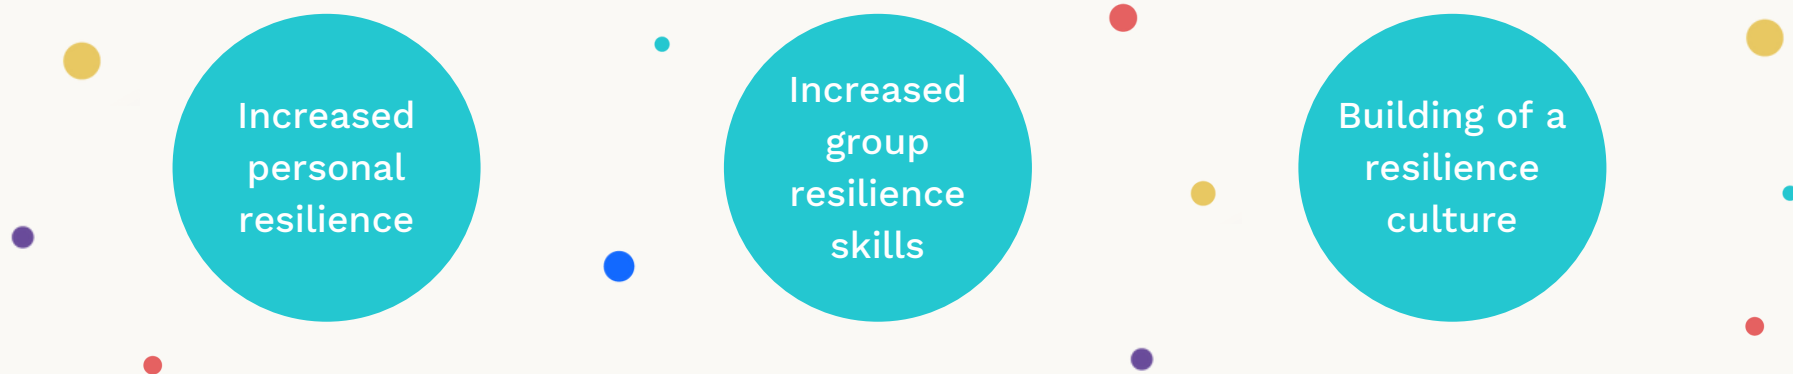 Increased
personal
resilience
Increased
group
resilience
skills
Building of a
resilience
culture